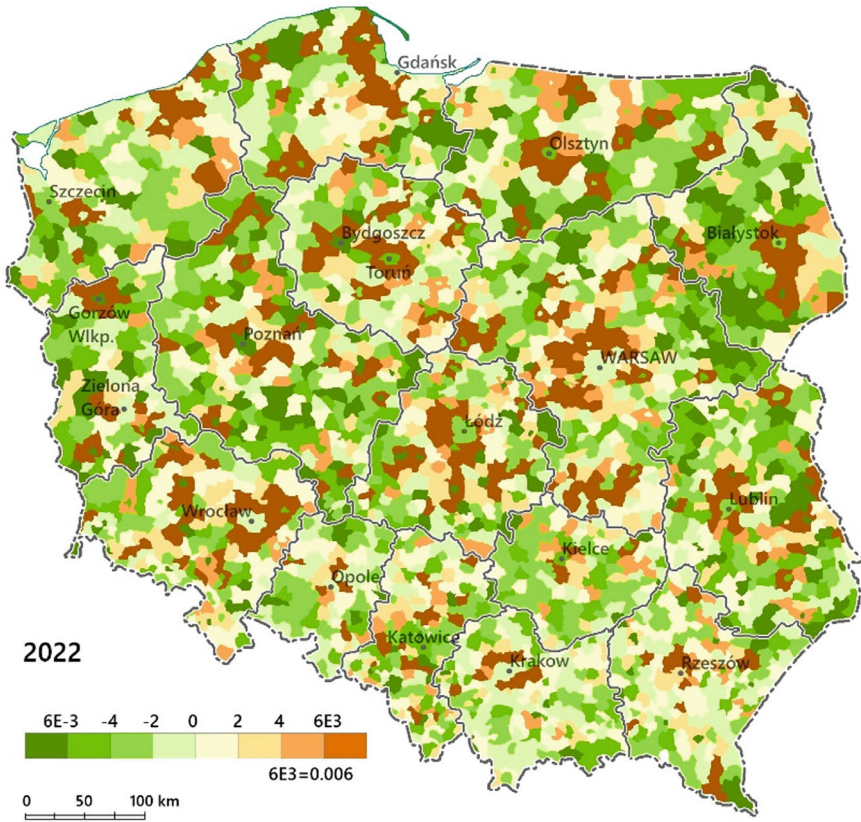 Gdańsk
Olsztyn
Szczecin
Bydgoszcz
Białystok
Toruń
Gorzów
Wlkp.
Poznań
WARSAW
Zielona
Góra
Łódź
Wrocław
Lublin
Kielce
Opole
Katowice
Krakow
Rzeszów
2022
6E-3 -4 -2 0 2 4 6E3
6E3=0.006
0 50 100 km